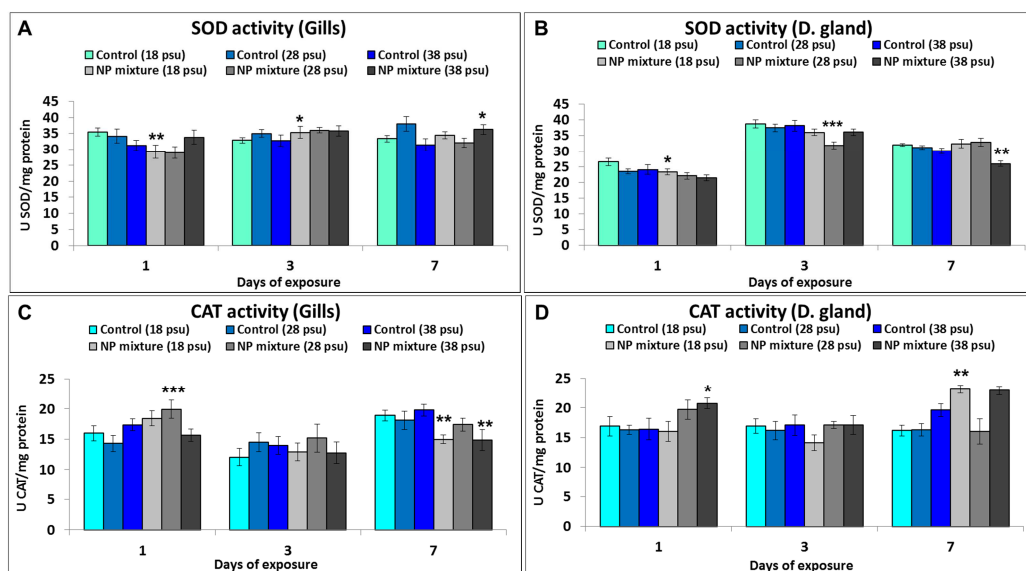 A
SOD activity (Gills)
Control (18 psu) Control (28 psu) Control (38 psu)
NP mixture (18 psu) NP mixture (28 psu) NP mixture (38 psu)
U SOD/mg protein
45
40
35
30
25
20
15
10
5
0
**
*
*
1 3 7
Days of exposure
B
SOD activity (D. gland)
Control (18 psu) Control (28 psu) Control (38 psu)
NP mixture (18 psu) NP mixture (28 psu) NP mixture (38 psu)
U SOD/mg protein
45
40
35
30
25
20
15
10
5
0
*
***
**
1 3 7
Days of exposure
C
CAT activity (Gills)
Control (18 psu) Control (28 psu) Control (38 psu)
NP mixture (18 psu) NP mixture (28 psu) NP mixture (38 psu)
U CAT/mg protein
25
20
15
10
5
0
***
**
**
1 3 7
Days of exposure
D
CAT activity (D. gland)
Control (18 psu) Control (28 psu) Control (38 psu)
NP mixture (18 psu) NP mixture (28 psu) NP mixture (38 psu)
U CAT/mg protein
25
20
15
10
5
0
*
**
1 3 7
Days of exposure